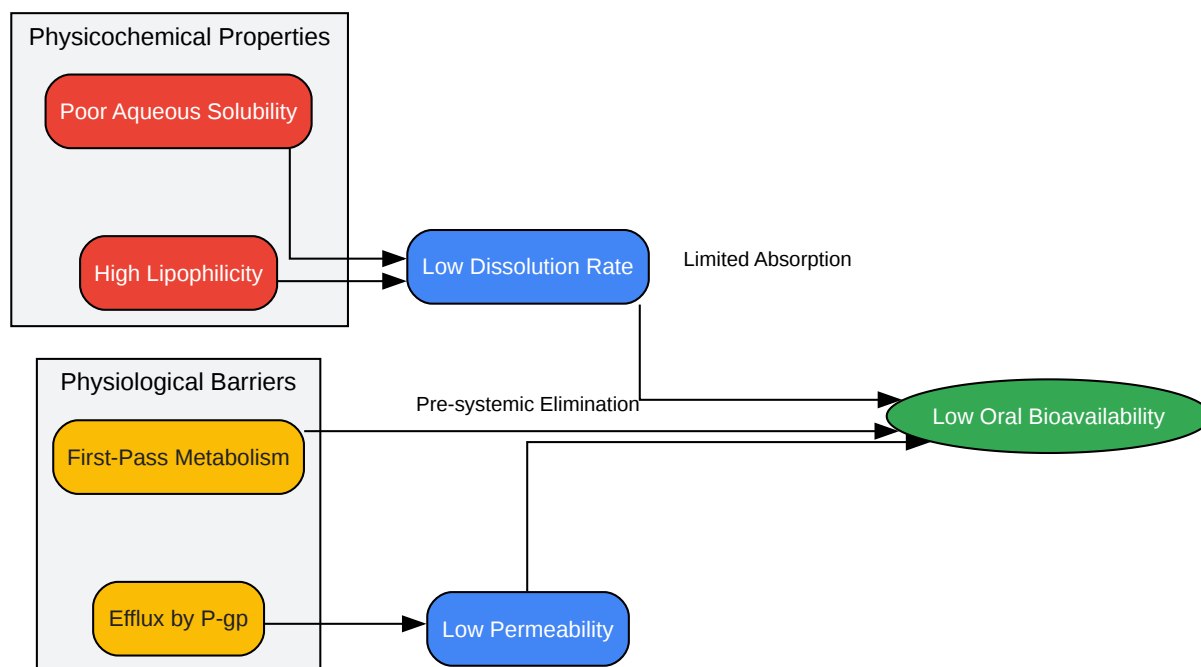 Physicochemical Properties
Poor Aqueous Solubility
High Lipophilicity
Low Dissolution Rate
Limited Absorption
Physiological Barriers
Pre-systemic Elimination
First-Pass Metabolism
Low Oral Bioavailability
Efflux by P-gp
Low Permeability